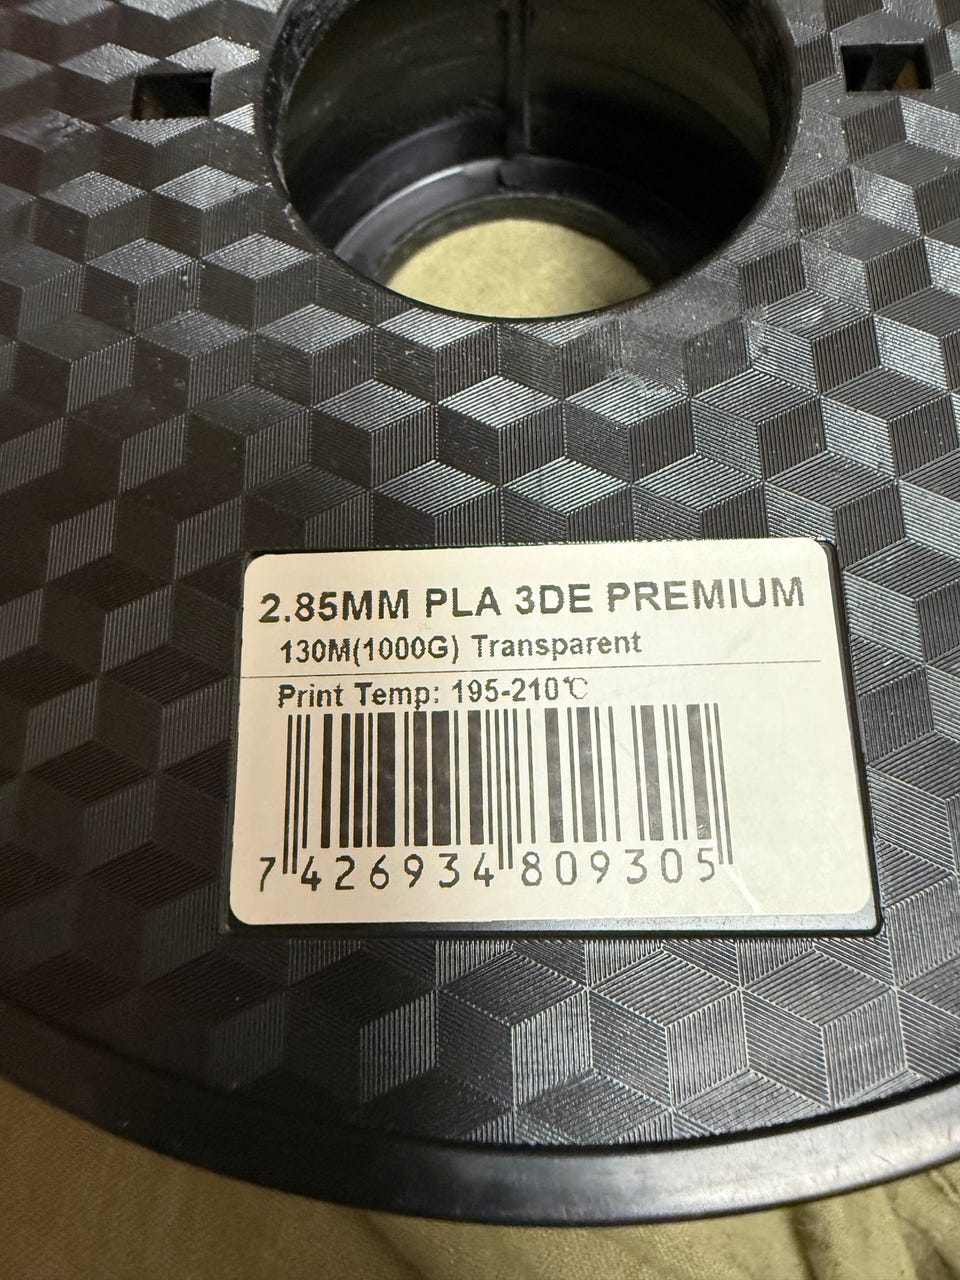 2.85MM PLA 3DE PREMIUM
130M(1000G) Transparent
Print Temp: 195-210℃
7 426934 809305